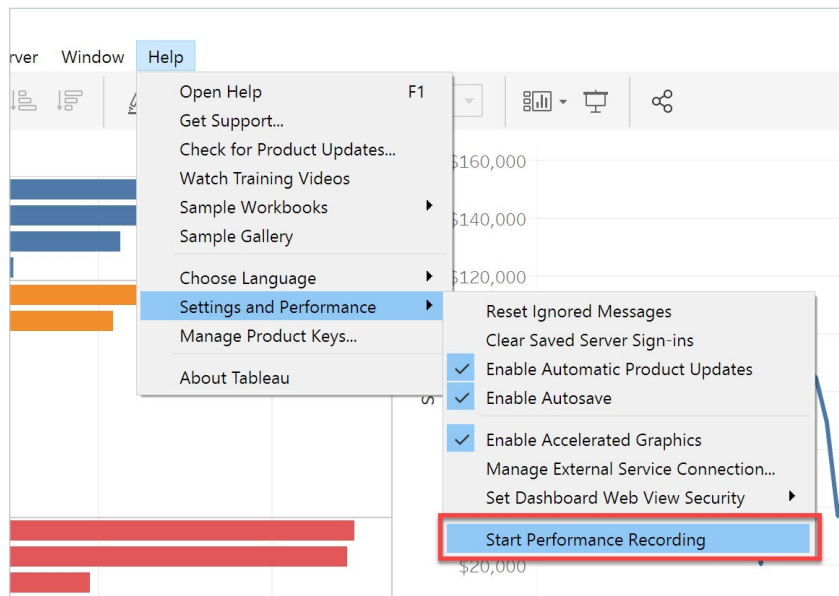 rver Window Help
Open Help F1
Get Support...
Check for Product Updates...
Watch Training Videos
Sample Workbooks
Sample Gallery
Choose Language
Settings and Performance
Manage Product Keys...
About Tableau
$160,000
$140,000
$120,000
Reset Ignored Messages
Clear Saved Server Sign-ins
Enable Automatic Product Updates
Enable Autosave
Enable Accelerated Graphics
Manage External Service Connection...
Set Dashboard Web View Security
Start Performance Recording
$20,000